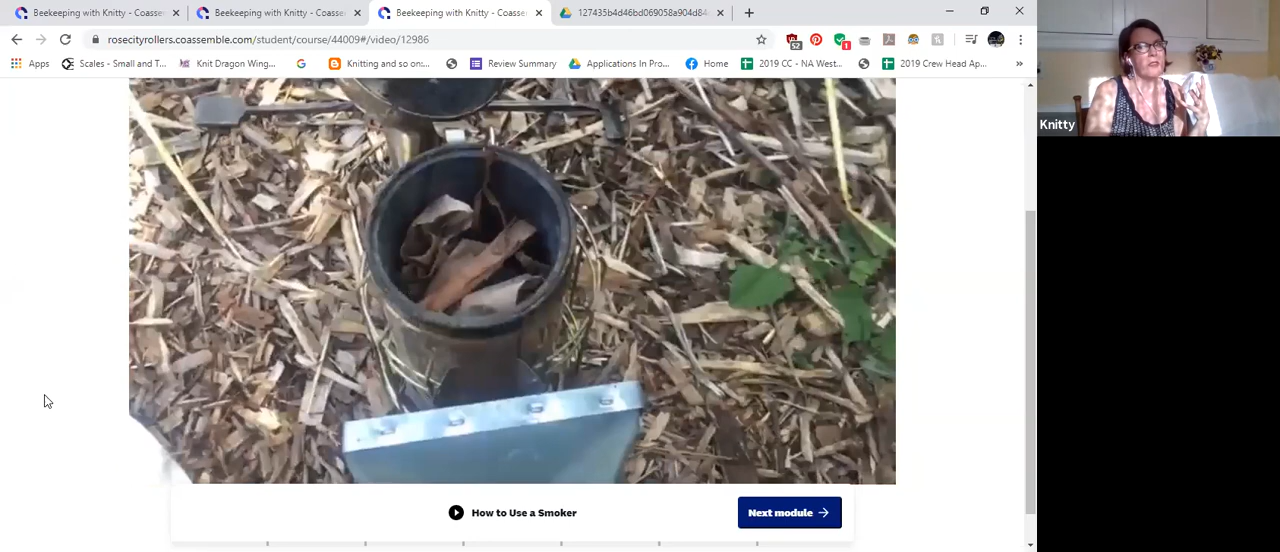 Beekeeping with Knitty - Coasse
Beekeeping with Knitty - Coasse
Beekeeping with Knitty - Coasse
127435b4d46bd069058a904d84
rosecityrollers.coassemble.com/student/course/44009#/video/12986
52
1
Apps
Scales - Small and T...
Knit Dragon Wing...
Knitting and so on:...
Review Summary
Applications In Pro...
Home
2019 CC - NA West...
2019 Crew Head Ap...
»
Knitty
How to Use a Smoker
Next module